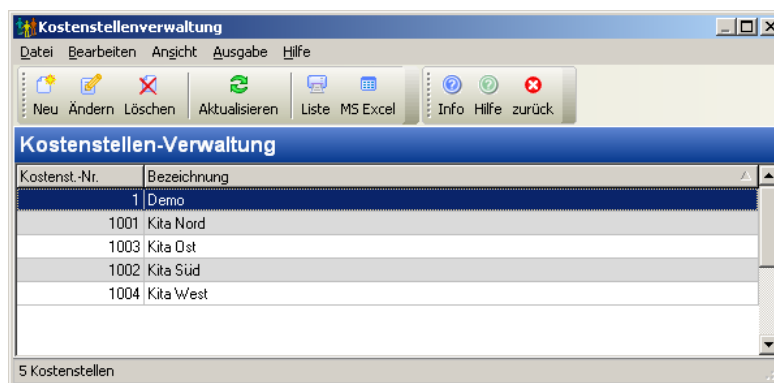 Kostenstellenverwaltung
Datei Bearbeiten Ansicht Ausgabe Hilfe
Neu Ändern Löschen Aktualisieren Liste MS Excel Info Hilfe zurück
Kostenstellen-Verwaltung
Kostenst.-Nr. Bezeichnung
1 Demo
1001 Kita Nord
1003 Kita Ost
1002 Kita Süd
1004 Kita West
5 Kostenstellen